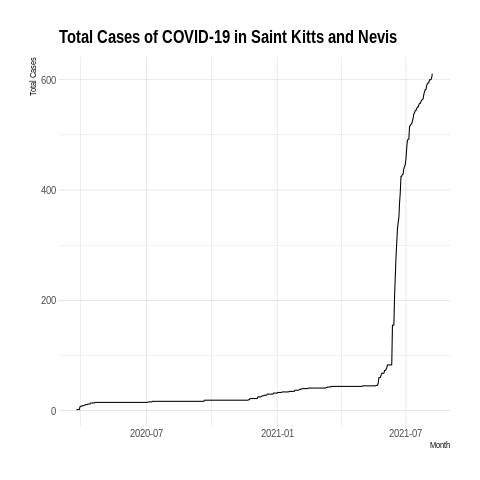 Total Cases of COVID-19 in Saint Kitts and Nevis
Total Cases
600
400
200
0
2020-07
2021-01
2021-07
Month